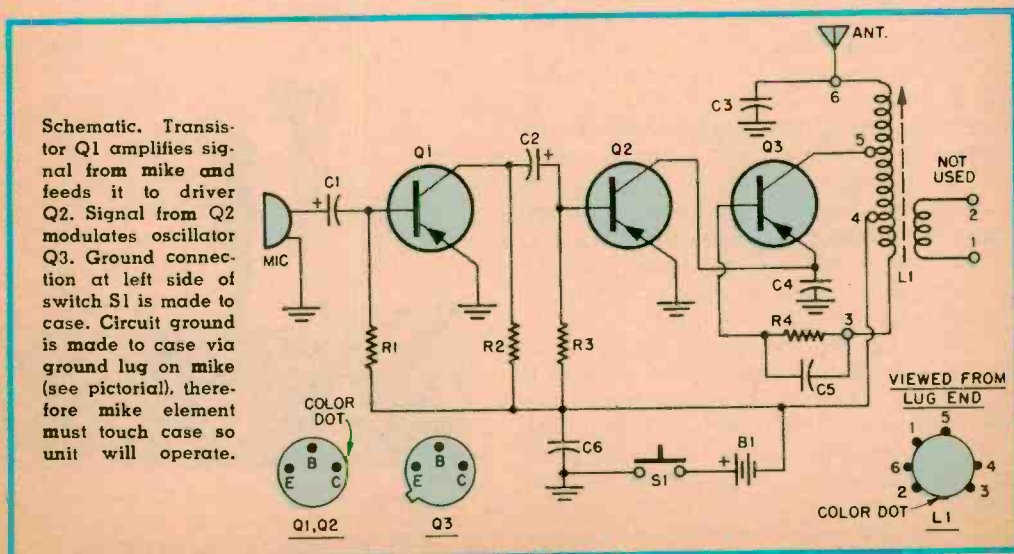 Schematic. Transis-
tor Q1 amplifies sig-
nal from mike and
feeds it to driver
Q2. Signal from Q2
modulates oscillator
Q3. Ground connec-
tion at left side of
switch S1 is made to
case. Circuit ground
is made to case via
ground lug on mike
(see pictorial), there-
fore mike element
must touch case so
unit will operate.
ANT.
6
C3
Q1
C2
+
Q2
Q3
5
NOT
USED
4
2
C1
+
MIC
1
L1
C4
R4
3
C5
R1
R2
R3
VIEWED FROM
LUG END
COLOR
DOT
B
E
C
Q1,Q2
B
E
C
Q3
C6
S1
+
B1
5
1
6
4
2
3
COLOR DOT
L1